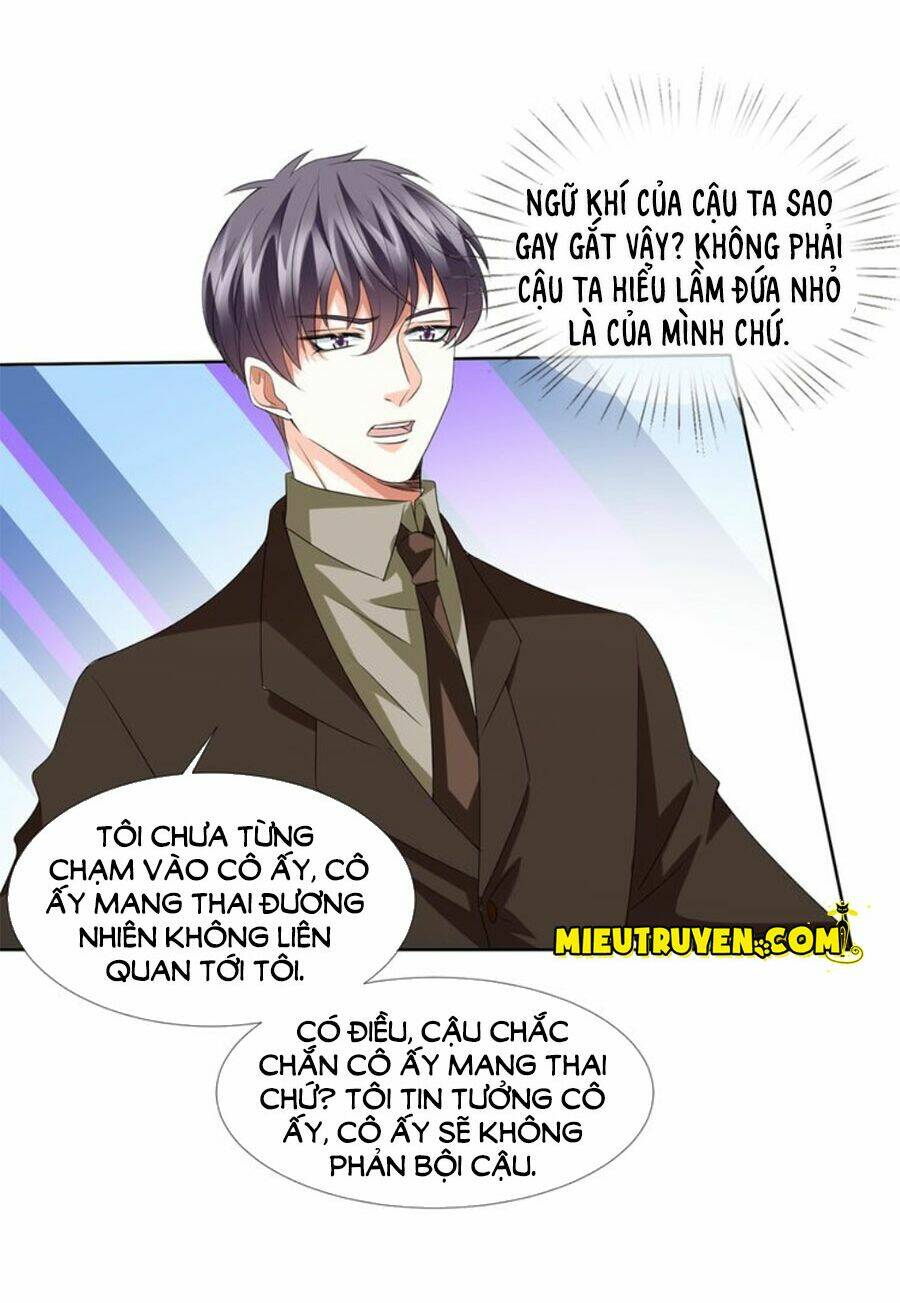 NGỮ KHÍ CỦA CẬU TA SAO
GAY GẮT VẬY? KHÔNG PHẢI
CẬU TA HIỂU LẦM ĐỨA NHỎ
LÀ CỦA MÌNH CHỨ.
TÔI CHƯA TỪNG
CHẠM VÀO CÔ ẤY, CÔ
ẤY MANG THAI ĐƯƠNG
NHIÊN KHÔNG LIÊN
QUAN TỚI TÔI.
MIEUTRUYEN.COM
CÓ ĐIỀU, CẬU CHẮC
CHẮN CÔ ẤY MANG THAI
CHỨ? TÔI TIN TƯỞNG CÔ
ẤY, CÔ ẤY SẼ KHÔNG
PHẢN BỘI CẬU.